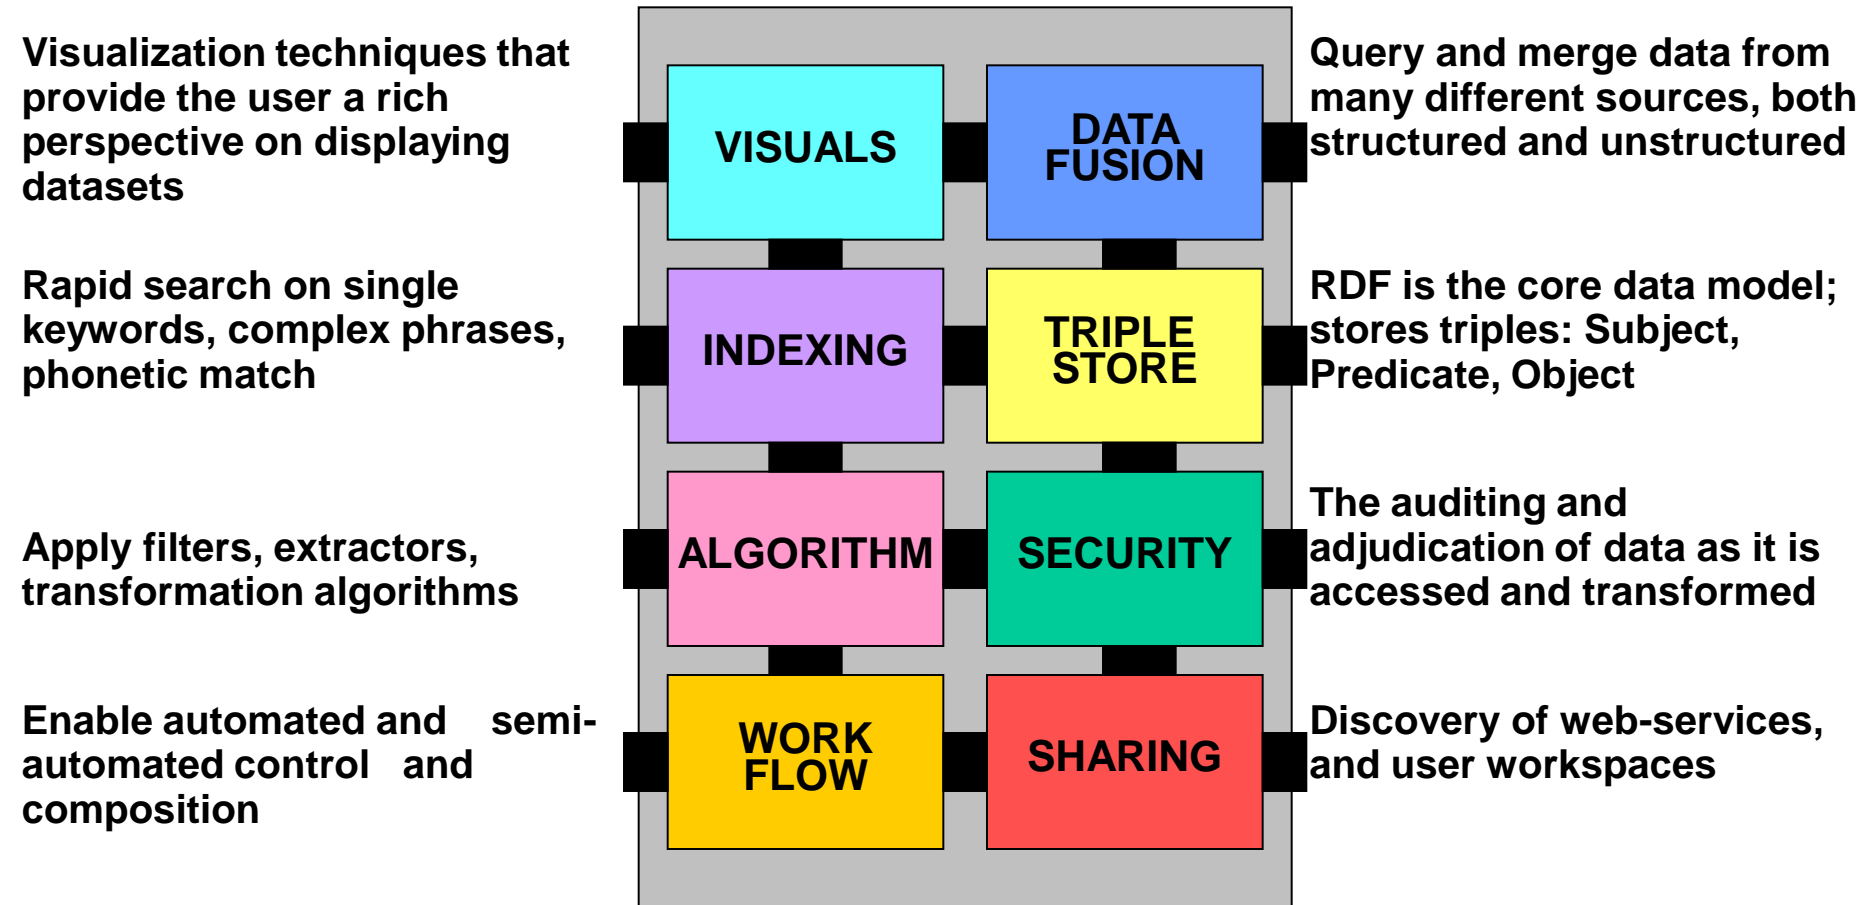 Visualization techniques that
provide the user a rich
perspective on displaying
datasets
VISUALS
DATA
FUSION
Query and merge data from
many different sources, both
structured and unstructured
Rapid search on single
keywords, complex phrases,
phonetic match
INDEXING
TRIPLE
STORE
RDF is the core data model;
stores triples: Subject,
Predicate, Object
Apply filters, extractors,
transformation algorithms
ALGORITHM
SECURITY
The auditing and
adjudication of data as it is
accessed and transformed
Enable automated and semi-
automated control and
composition
WORK
FLOW
SHARING
Discovery of web-services,
and user workspaces